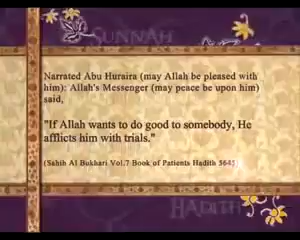 SUNNAH
Narrated Abu Huraira (may Allah be pleased with
him): Allah's Messenger (may peace be upon him)
said,
"If Allah wants to do good to somebody, He
afflicts him with trials."
(Sahih Al Bukhari Vol.7 Book of Patients Hadith 5645
HADITH